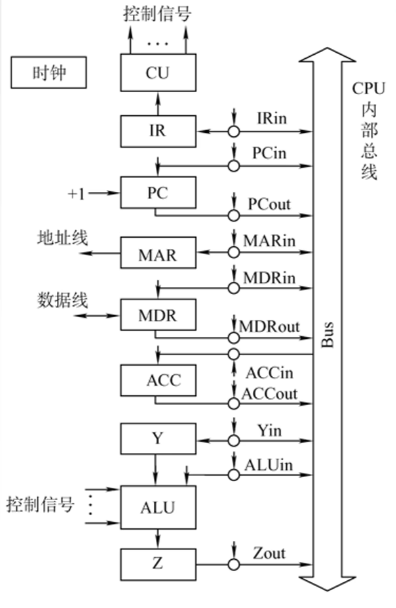 控制信号
…
时钟
CU
CPU
内
部
总
线
IR
IRin
PCin
+1
PC
PCout
地址线
MAR
MARin
MDRin
数据线
MDR
MDRout
Bus
ACC
ACCin
ACCout
Y
Yin
ALUin
控制信号
⋮
ALU
Z
Zout